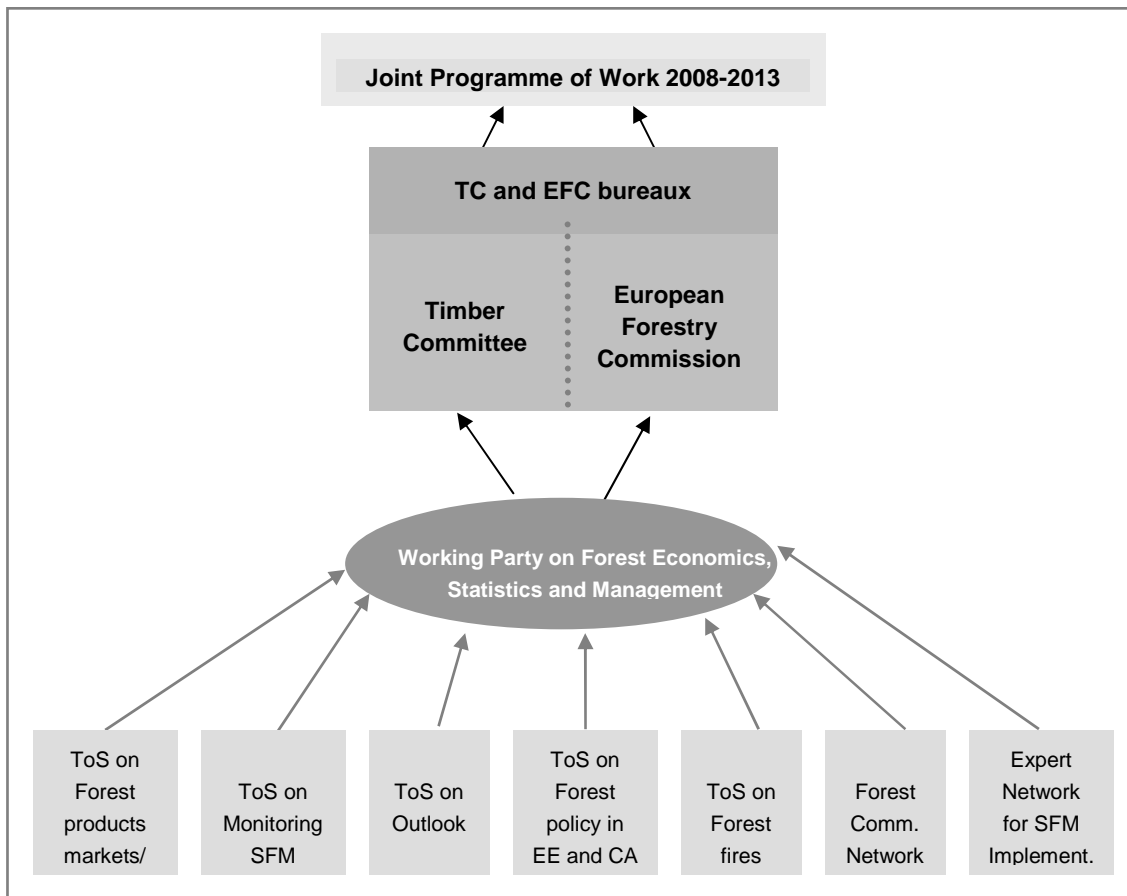 Joint Programme of Work 2008-2013
TC and EFC bureaux
Timber
Committee
European
Forestry
Commission
Working Party on Forest Economics,
Statistics and Management
ToS on
Forest
products
markets/
ToS on
Monitoring
SFM
ToS on
Outlook
ToS on
Forest
policy in
EE and CA
ToS on
Forest
fires
Forest
Comm.
Network
Expert
Network
for SFM
Implement.